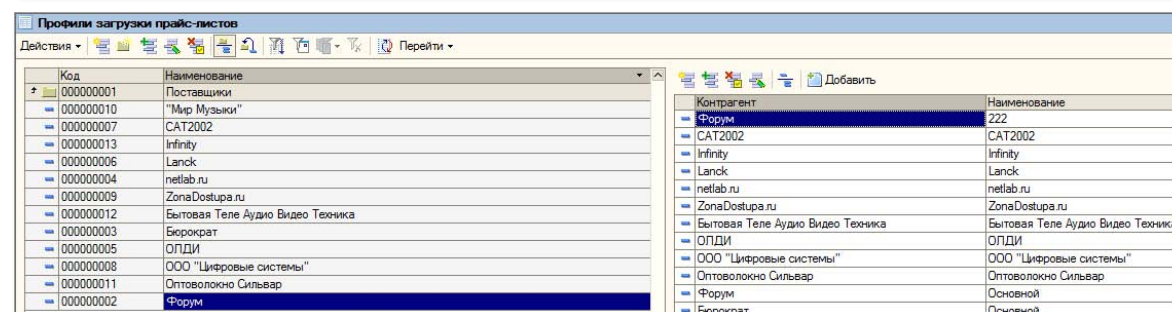 Профили загрузки прайс-листов
Действия Перейти
Код Наименование
000000001 Поставщики
000000010 "Мир Музыки"
000000007 CAT2002
000000013 Infinity
000000006 Lanck
000000004 netlab.ru
000000009 ZonaDostupa.ru
000000012 Бытовая Теле Аудио Видео Техника
000000003 Бюрократ
000000005 ОЛДИ
000000008 ООО "Цифровые системы"
000000011 Оптоволокно Сильвар
000000002 Форум
Добавить
Контрагент Наименование
Форум 222
CAT2002 CAT2002
Infinity Infinity
Lanck Lanck
netlab.ru netlab.ru
ZonaDostupa.ru ZonaDostupa.ru
Бытовая Теле Аудио Видео Техника Бытовая Теле Аудио Видео Техник
ОЛДИ ОЛДИ
ООО "Цифровые системы" ООО "Цифровые системы"
Оптоволокно Сильвар Оптоволокно Сильвар
Форум Основной
Бюрократ Основной